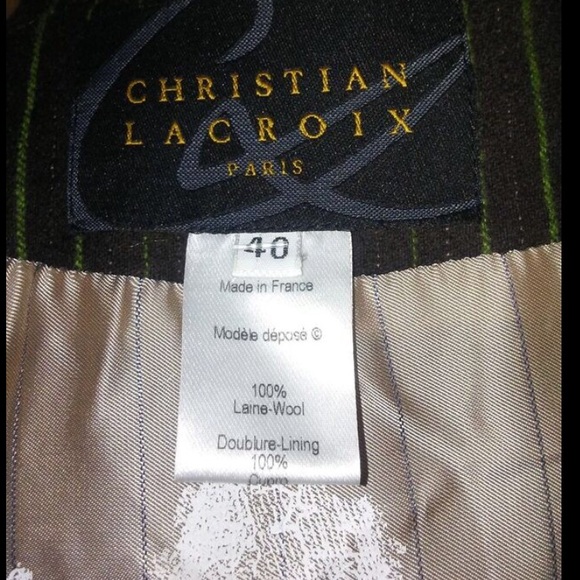 CHRISTIAN
LACROIX
PARIS
40
Made in France
Modèle déposé ©
100%
Laine-Wool
Doublure-Lining
100%